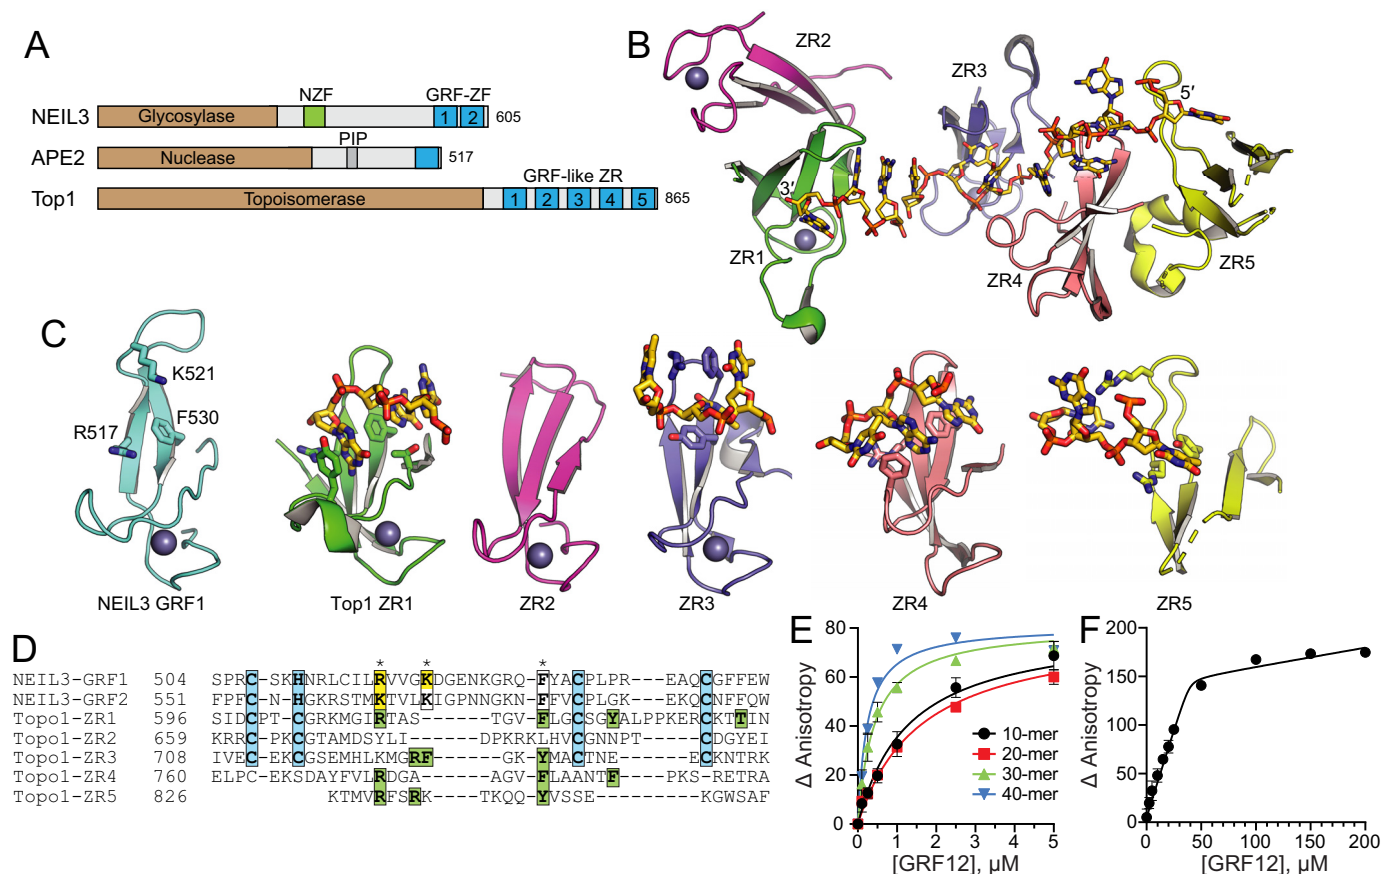 A
NEIL3 Glycosylase NZF GRF-ZF 1 2 605
APE2 Nuclease PIP 517
Top1 Topoisomerase GRF-like ZR 1 2 3 4 5 865
B
ZR2
ZR3
5′
3′
ZR1
ZR4
ZR5
C
K521
F530
R517
NEIL3 GRF1
Top1 ZR1
ZR2
ZR3
ZR4
ZR5
D
* * *
NEIL3-GRF1 504 SPRC-SKHNRLCILRVVGKDGENKGRQ-FYACPLPR---EAQCGFFEW
NEIL3-GRF2 551 FPFC-NHGKRSTMKTVLKIGPNNGKN-FFVCPLGK---EKQCNFFQW
Topo1-ZR1 596 SIDCPT-CGRKMGIRTAS------TGV-FLGCSGYALPPKERCKTTIN
Topo1-ZR2 659 KRRCPKCGTAMDSYLI------DPKRKLHVCGNNPT-----CDGYEI
Topo1-ZR3 708 IVECEKCGSEMHLKMGRF------GK-YMACTNE-----CKNTRK
Topo1-ZR4 760 ELPC-EKSDAYFVLRDGA------AGV-FLAANTF----PKS-RETRA
Topo1-ZR5 826 KTMVRFSRK----TKQQ-YVSSE--------KGWSAF
E
Δ Anisotropy
80
60
40
20
0
0 1 2 3 4 5
[GRF12], µM
10-mer
20-mer
30-mer
40-mer
F
Δ Anisotropy
200
150
100
50
0
0 50 100 150 200
[GRF12], µM